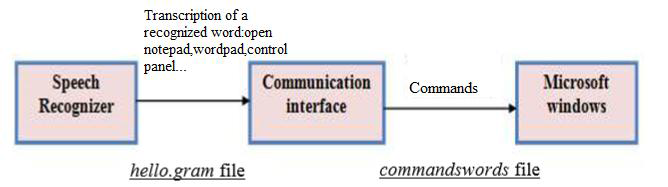 Transcription of a
recognized word:open
notepad,wordpad,control
panel...
Speech
Recognizer
Communication
interface
Commands
Microsoft
windows
hello.gram file
commandswords file